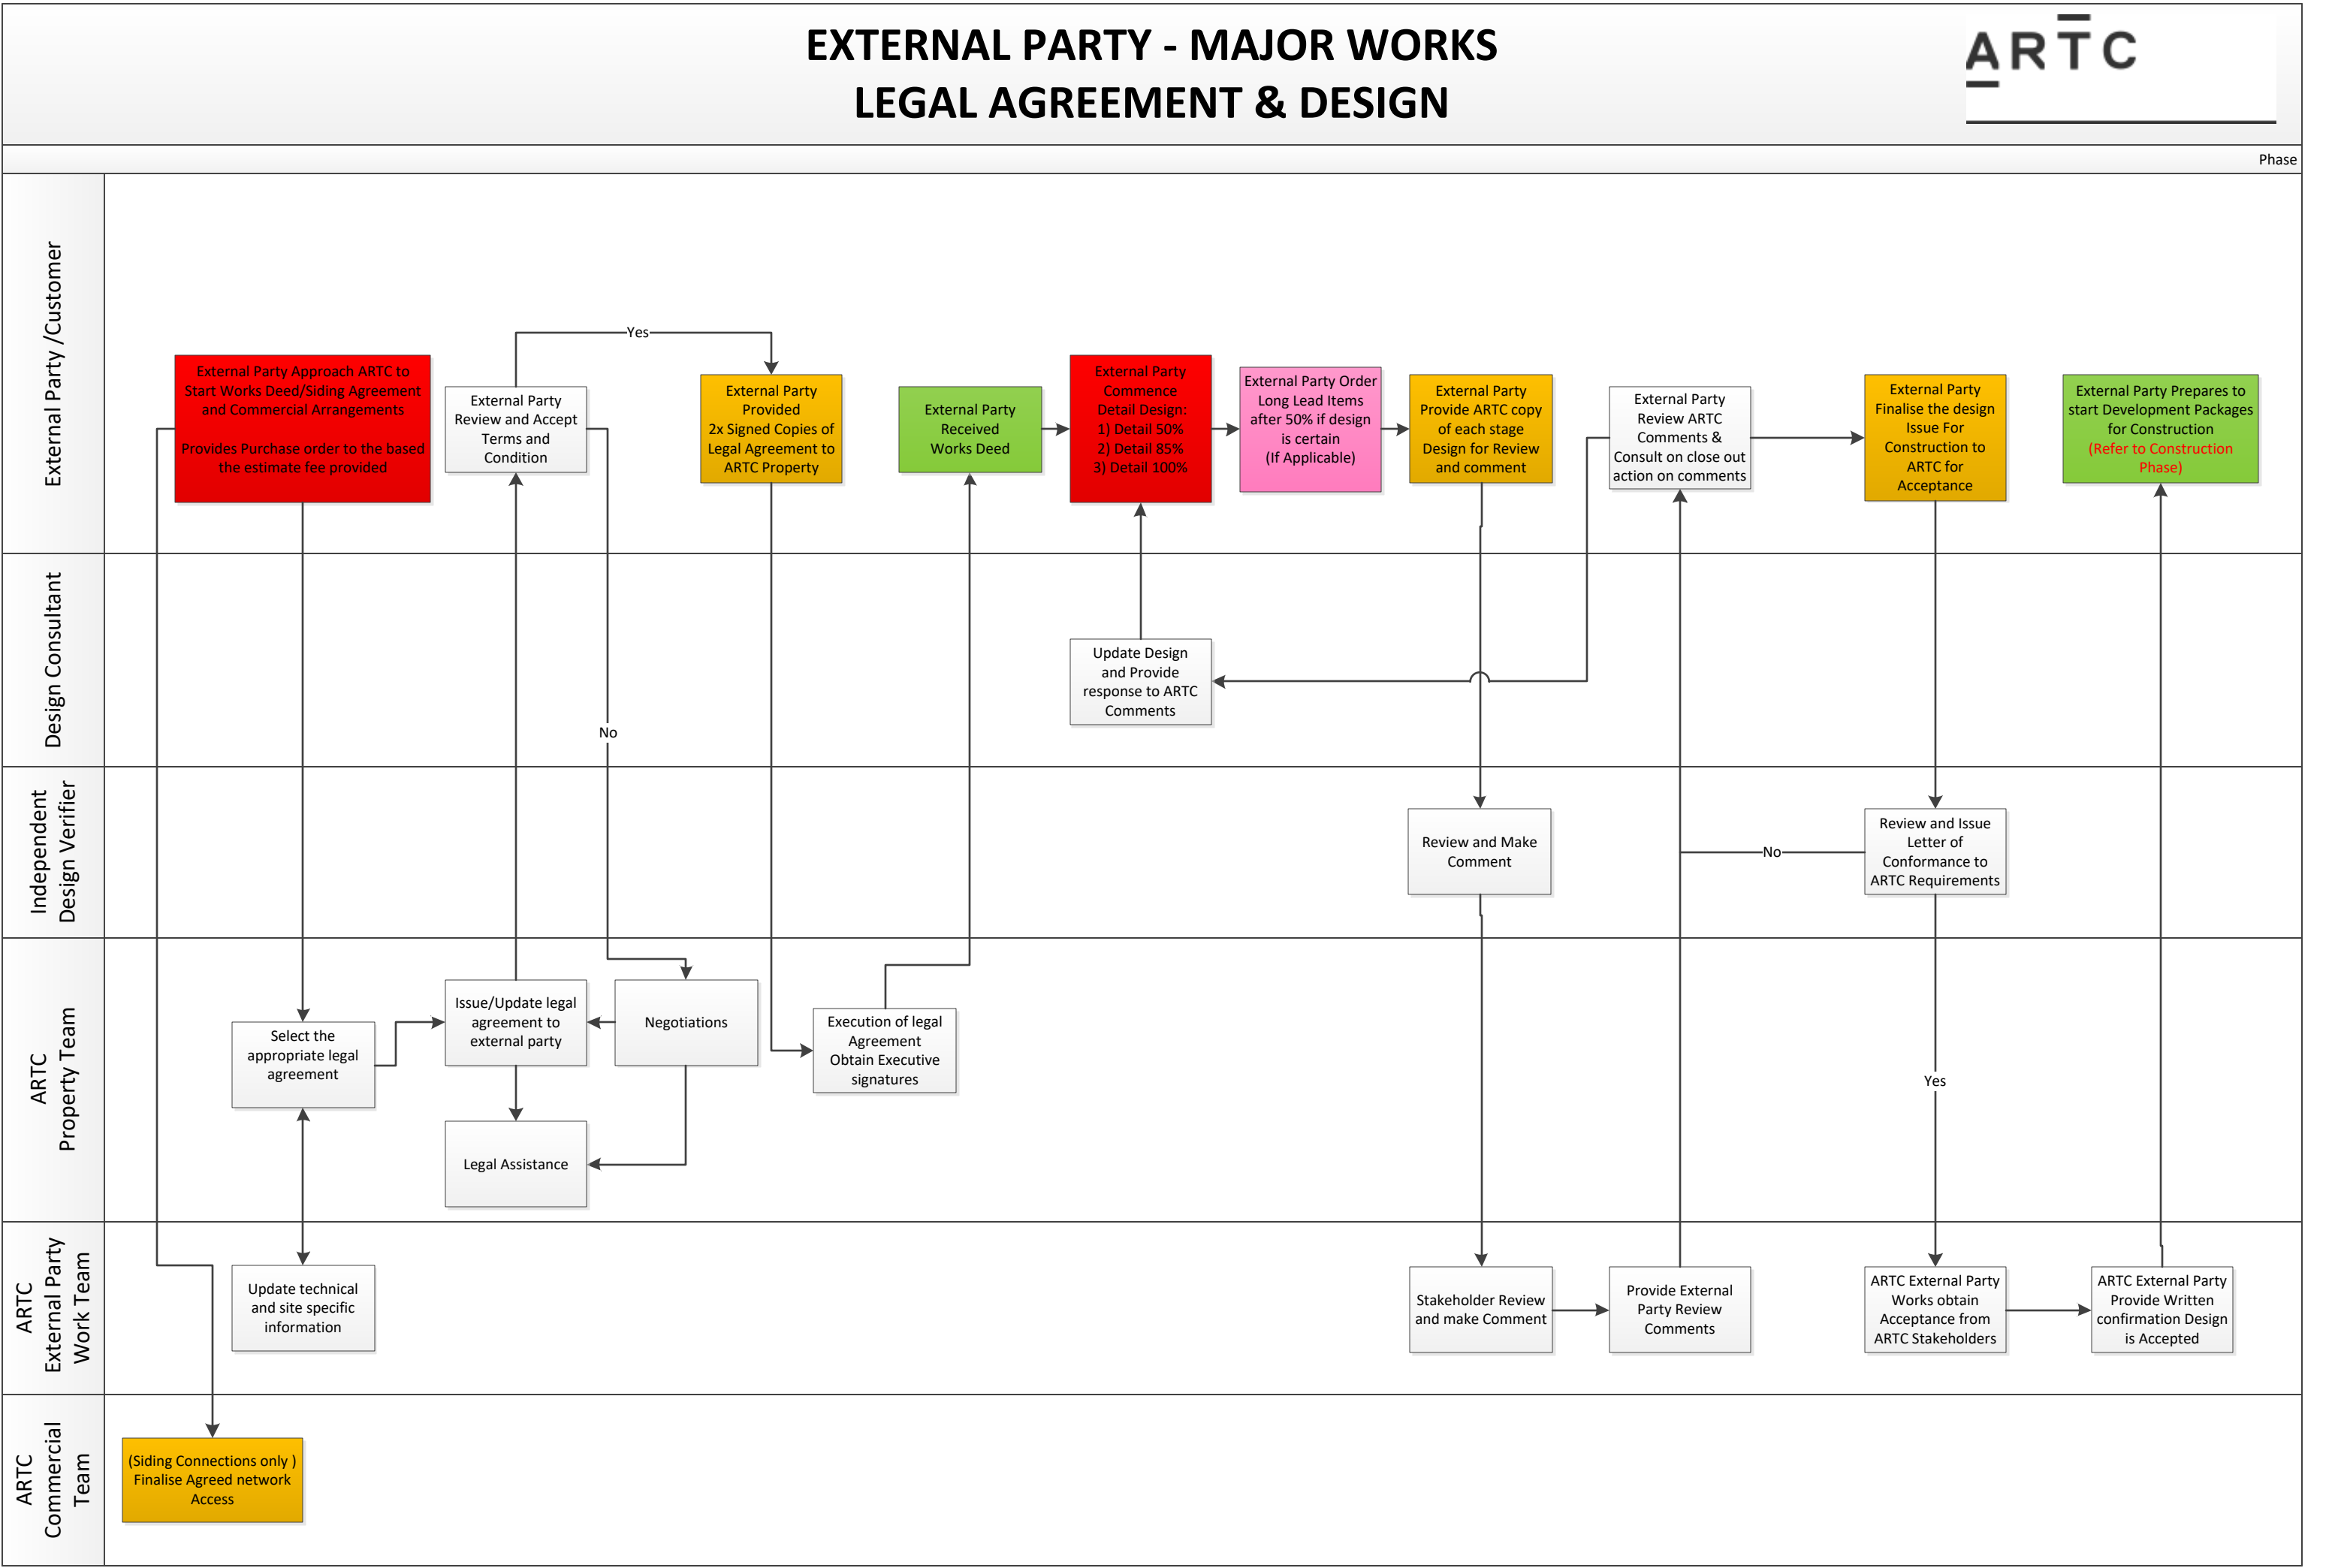 EXTERNAL PARTY - MAJOR WORKS
LEGAL AGREEMENT & DESIGN
ARTC
Phase
External Party /Customer
External Party Approach ARTC to
Start Works Deed/Siding Agreement
and Commercial Arrangements
Provides Purchase order to the based
the estimate fee provided
External Party
Review and Accept
Terms and
Condition
Yes
External Party
Provided
2x Signed Copies of
Legal Agreement to
ARTC Property
External Party
Received
Works Deed
External Party
Commence
Detail Design:
1) Detail 50%
2) Detail 85%
3) Detail 100%
External Party Order
Long Lead Items
after 50% if design
is certain
(If Applicable)
External Party
Provide ARTC copy
of each stage
Design for Review
and comment
External Party
Review ARTC
Comments &
Consult on close out
action on comments
External Party
Finalise the design
Issue For
Construction to
ARTC for
Acceptance
External Party Prepares to
start Development Packages
for Construction
(Refer to Construction
Phase)
Design Consultant
No
Update Design
and Provide
response to ARTC
Comments
Independent
Design Verifier
Review and Make
Comment
No
Review and Issue
Letter of
Conformance to
ARTC Requirements
ARTC
Property Team
Select the
appropriate legal
agreement
Issue/Update legal
agreement to
external party
Negotiations
Legal Assistance
Execution of legal
Agreement
Obtain Executive
signatures
Yes
ARTC
External Party
Work Team
Update technical
and site specific
information
Stakeholder Review
and make Comment
Provide External
Party Review
Comments
ARTC External Party
Works obtain
Acceptance from
ARTC Stakeholders
ARTC External Party
Provide Written
confirmation Design
is Accepted
ARTC
Commercial
Team
(Siding Connections only )
Finalise Agreed network
Access